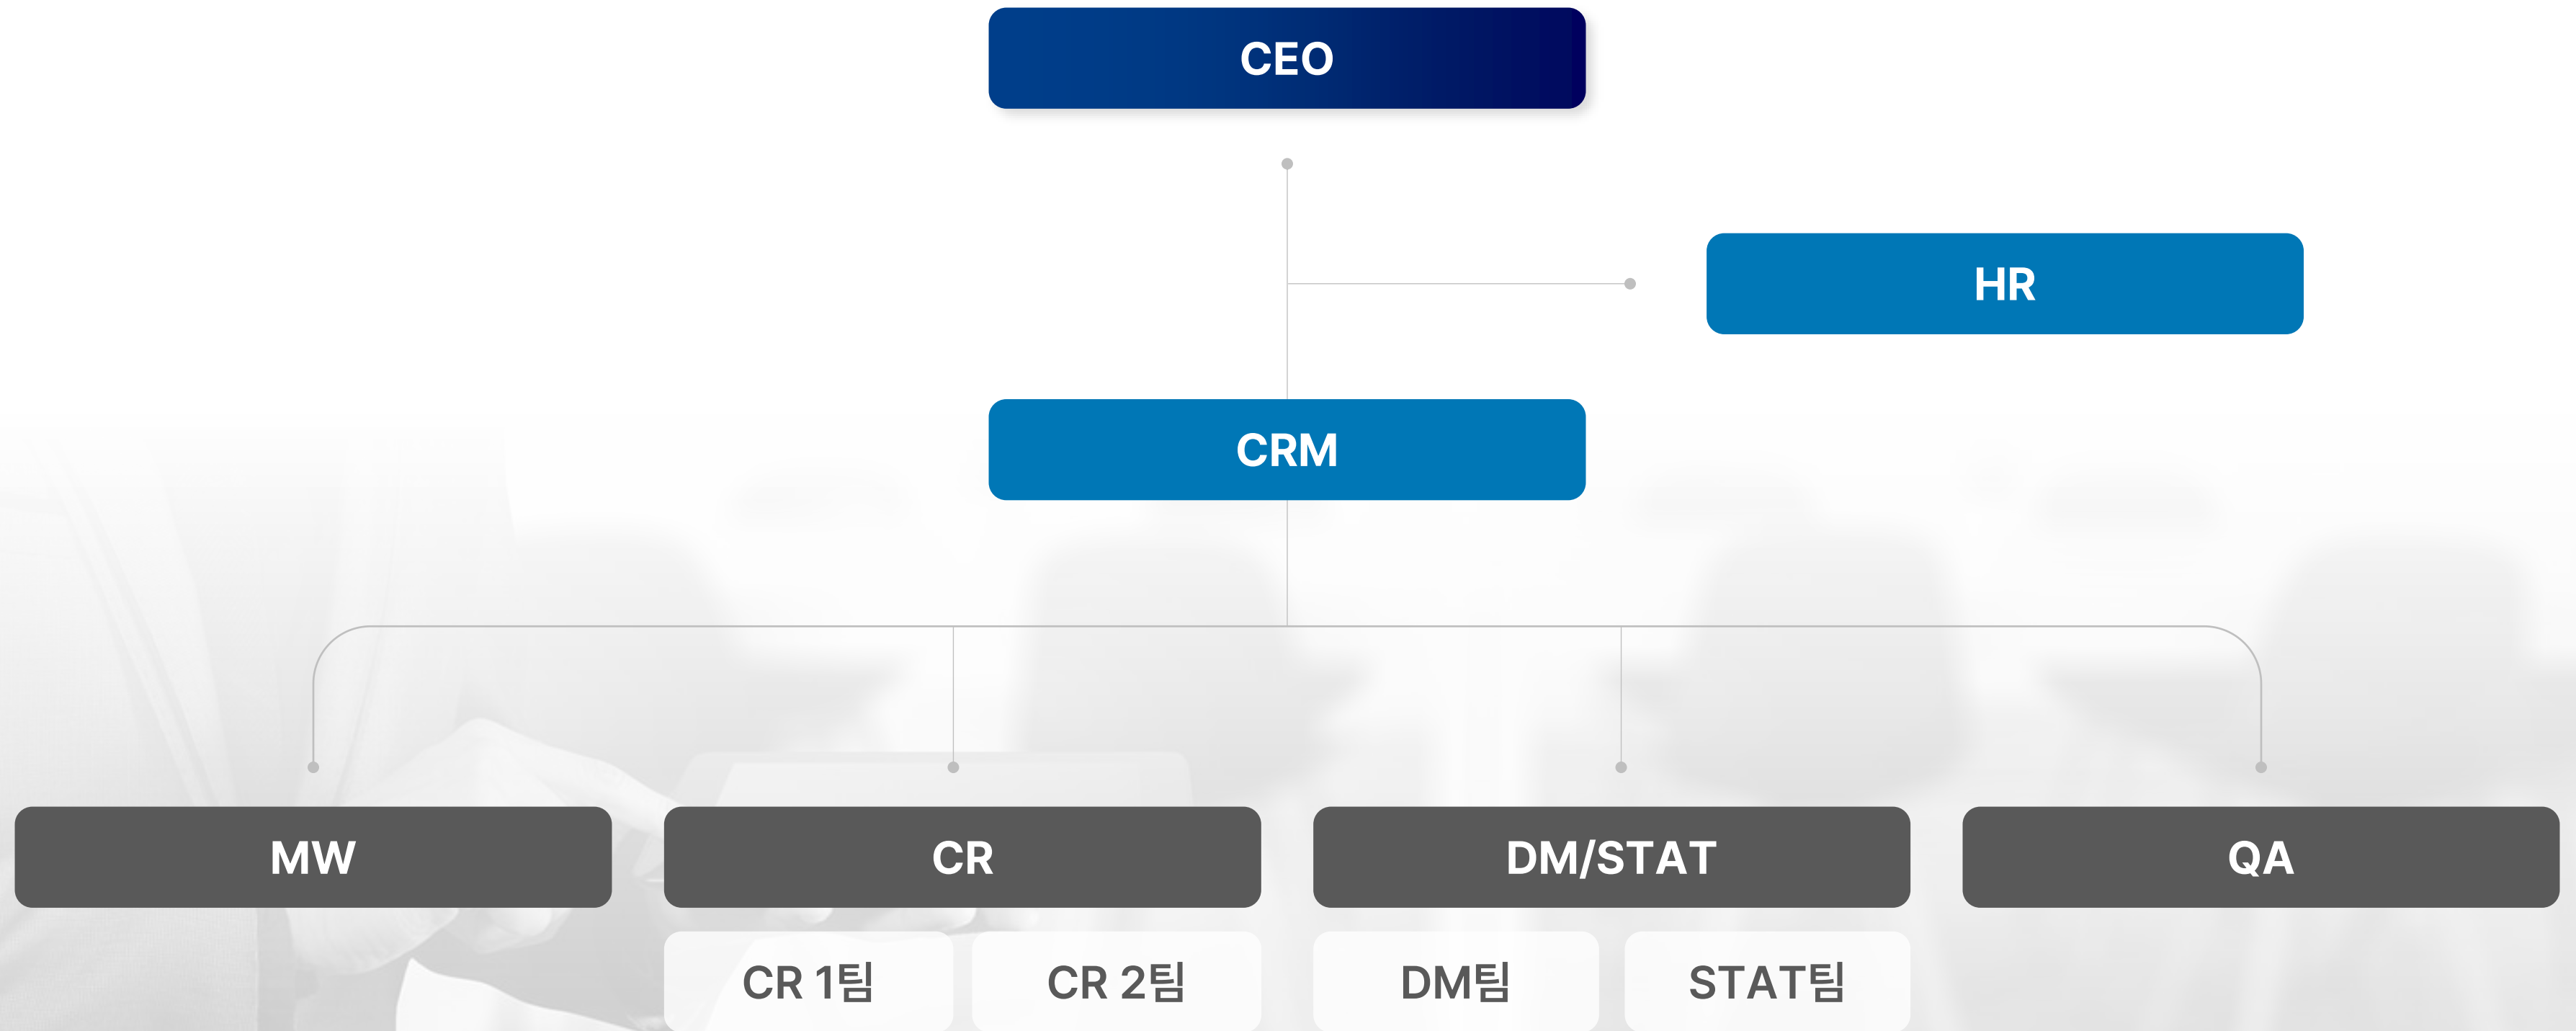 CEO
HR
CRM
MW
CR
DM/STAT
QA
CR 1팀
CR 2팀
DM팀
STAT팀